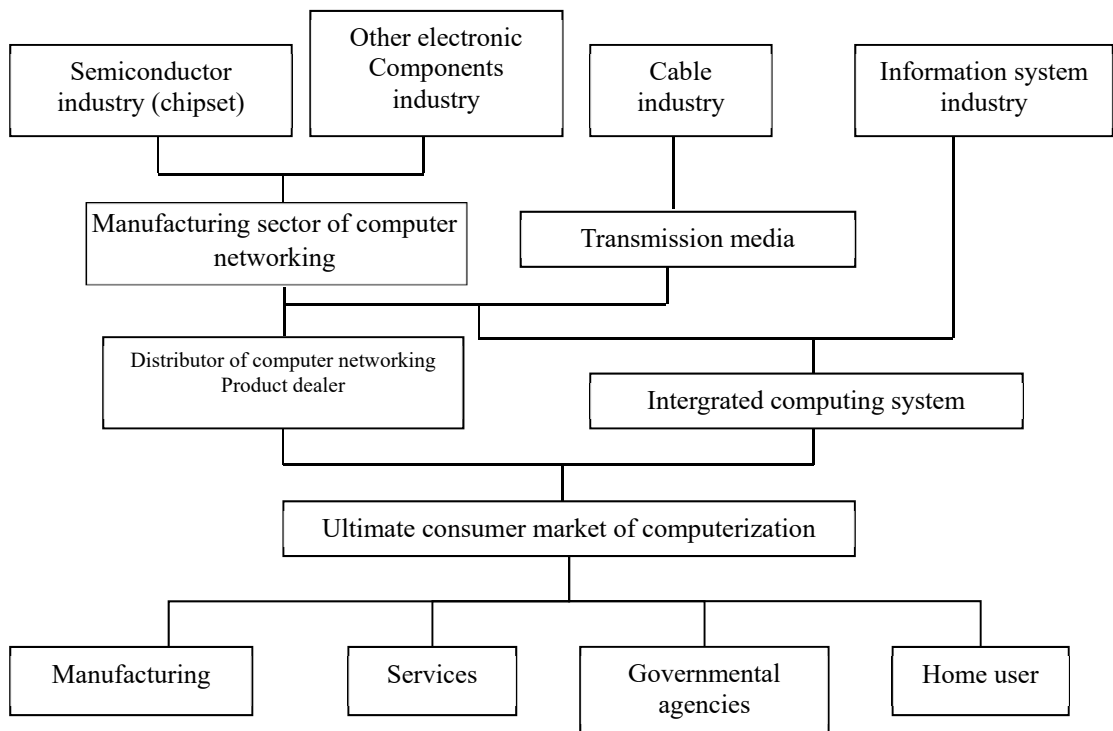 Semiconductor
industry (chipset)
Other electronic
Components
industry
Cable
industry
Information system
industry
Manufacturing sector of computer
networking
Transmission media
Distributor of computer networking
Product dealer
Intergrated computing system
Ultimate consumer market of computerization
Manufacturing
Services
Governmental
agencies
Home user